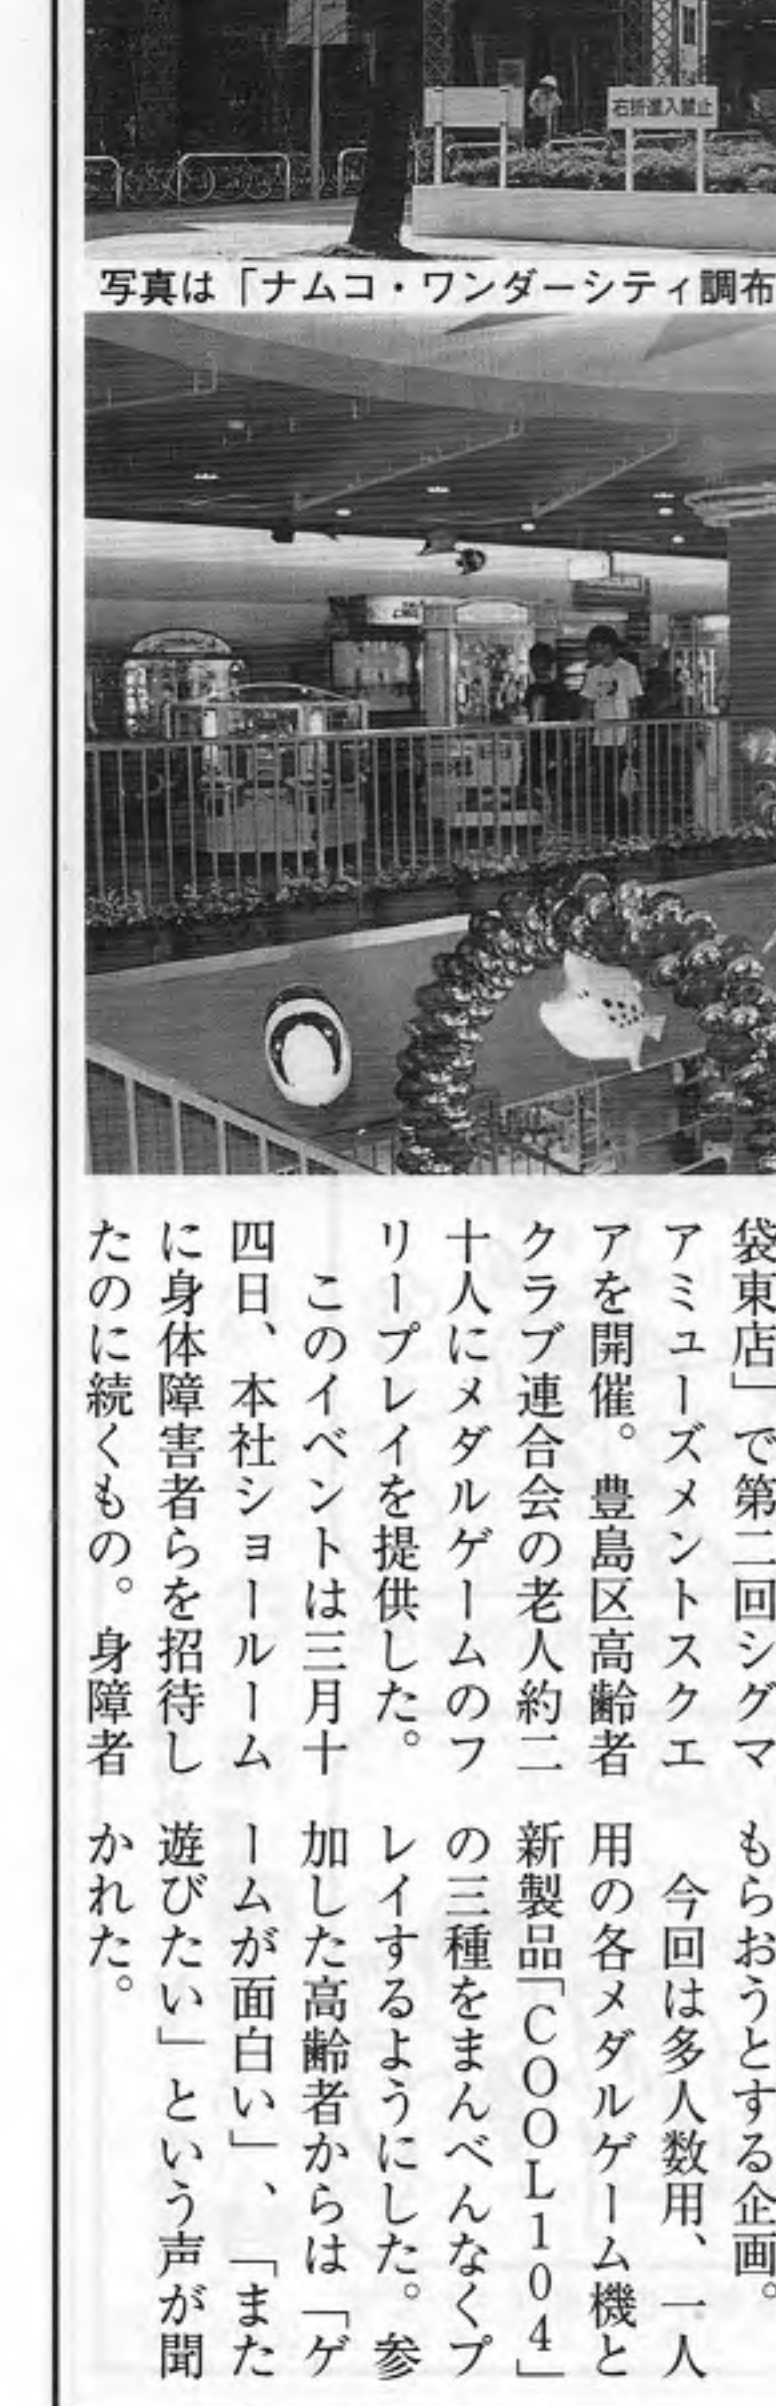 右折進入禁止
写真は「ナムコ・ワンダーシティ調布
袋東店」で第二回シグマ
アミューズメントスクエ
アを開催。豊島区高齢者
クラブ連合会の老人約二
十人にメダルゲームのフ
リープレイを提供した。
このイベントは三月十
四日、本社ショールーム
に身体障害者らを招待し
たのに続くもの。身障者
もらおうとする企画。
今回は多人数用、一人
用の各メダルゲーム機と
新製品「COOL104」
の三種をまんべんなくプ
レイするようにした。参
加した高齢者からは「ゲ
ームが面白い」、「また
遊びたい」という声が聞
かれた。